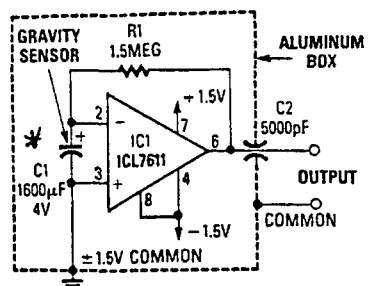 GRAVITY
SENSOR
R1
1.5MEG
ALUMINUM
BOX
+1.5V
C2
5000pF
2
−
7
IC1
ICL7611
6
*
+
C1
1600µF
4V
3
+
4
8
OUTPUT
−1.5V
COMMON
±1.5V COMMON